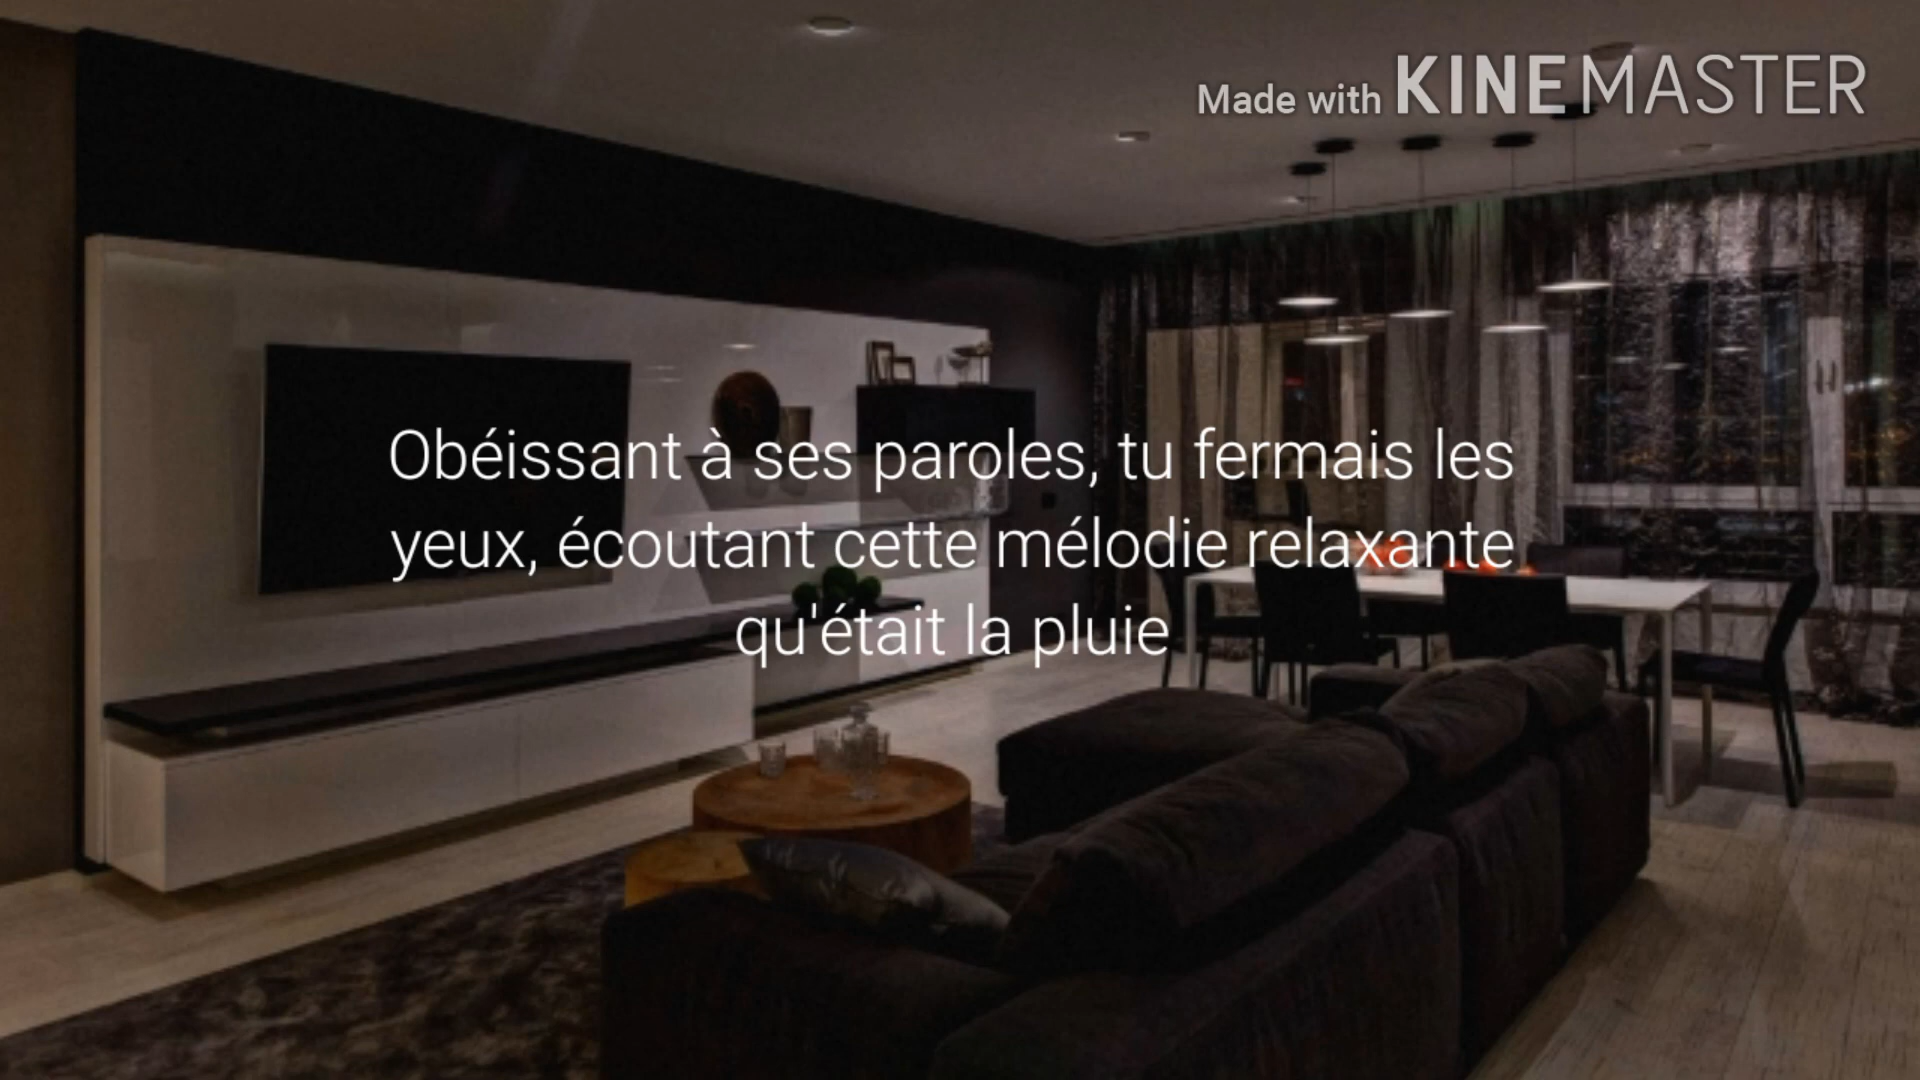 Made with KINEMASTER
Obéissant à ses paroles, tu fermais les
yeux, écoutant cette mélodie relaxante
qu'était la pluie